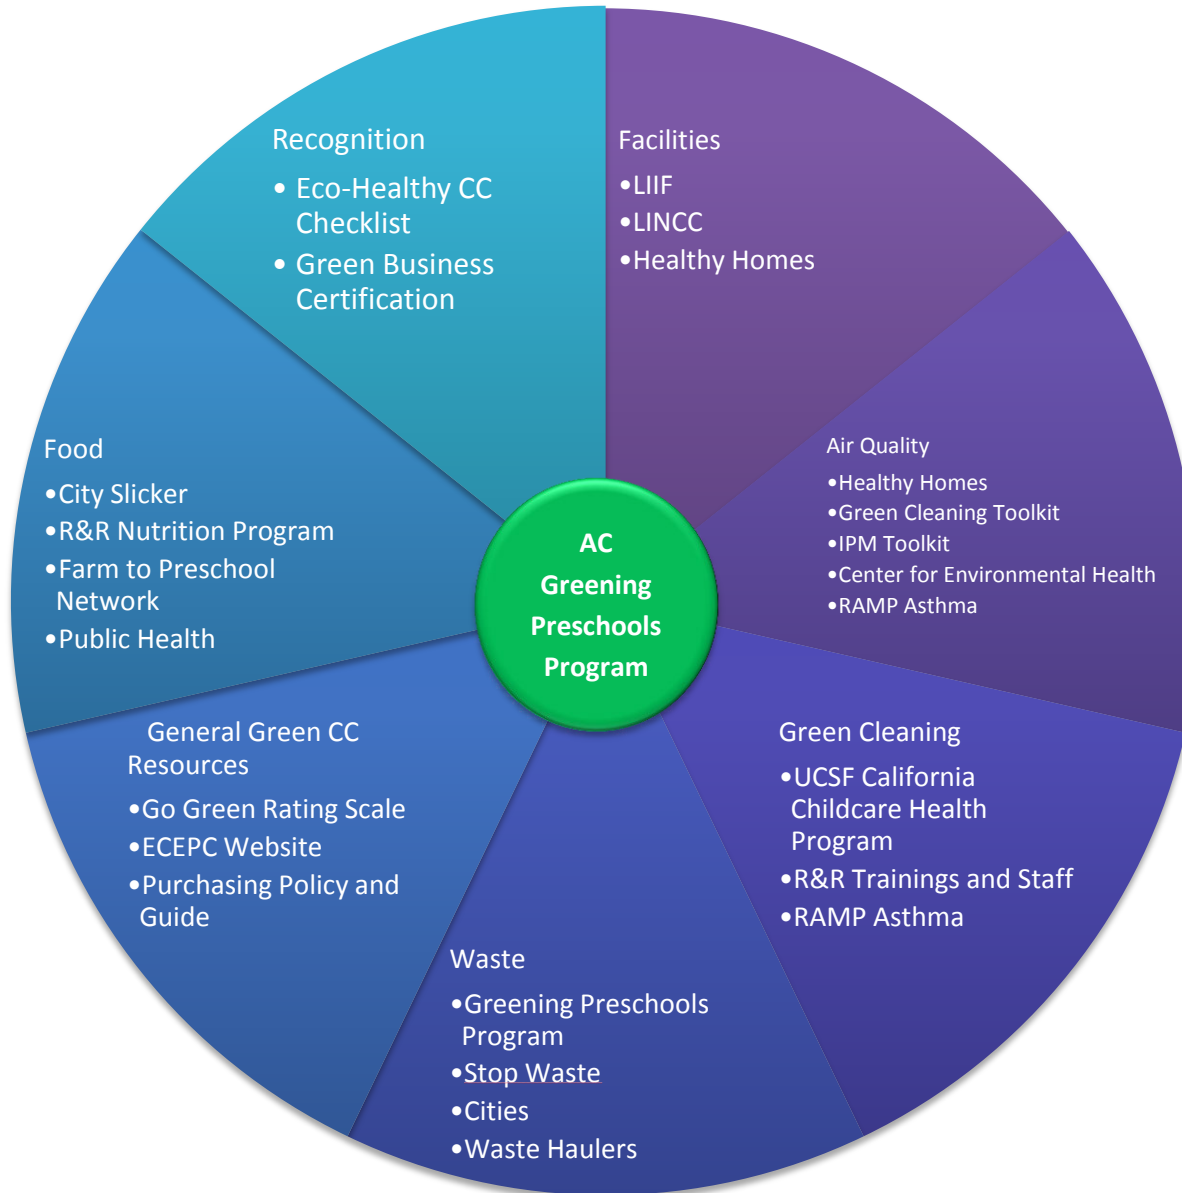 Recognition
• Eco-Healthy CC
Checklist
• Green Business
Certification
Facilities
•LIIF
•LINCC
•Healthy Homes
Air Quality
•Healthy Homes
•Green Cleaning Toolkit
•IPM Toolkit
•Center for Environmental Health
•RAMP Asthma
Green Cleaning
•UCSF California
Childcare Health
Program
•R&R Trainings and Staff
•RAMP Asthma
Waste
•Greening Preschools
Program
•Stop Waste
•Cities
•Waste Haulers
General Green CC
Resources
•Go Green Rating Scale
•ECEPC Website
•Purchasing Policy and
Guide
Food
•City Slicker
•R&R Nutrition Program
•Farm to Preschool
Network
•Public Health
AC
Greening
Preschools
Program